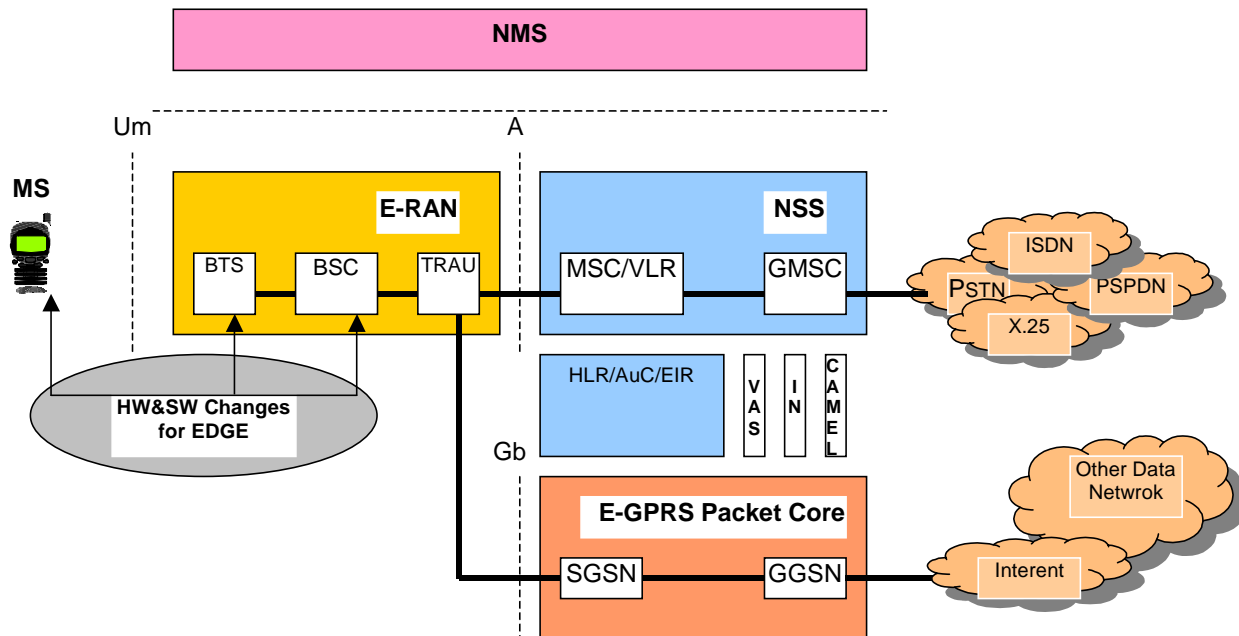 NMS
Um
A
MS
E-RAN
NSS
BTS
BSC
TRAU
MSC/VLR
GMSC
ISDN
PSTN
PSPDN
X.25
HW&SW Changes
for EDGE
HLR/AuC/EIR
VAS
IN
CAMEL
Gb
E-GPRS Packet Core
SGSN
GGSN
Other Data
Netwrok
Interent